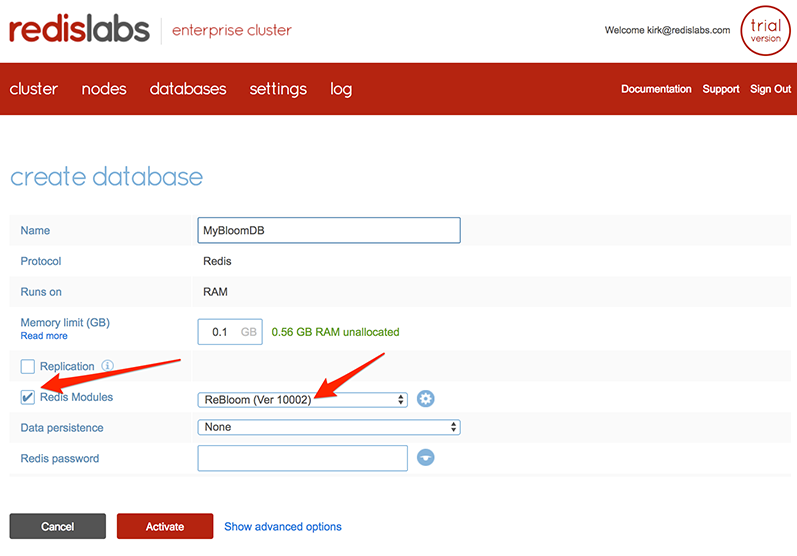 redislabs enterprise cluster
Welcome kirk@redislabs.com
trial
version
cluster nodes databases settings log Documentation Support Sign Out
create database
Name MyBloomDB
Protocol Redis
Runs on RAM
Memory limit (GB) 0.1 GB 0.56 GB RAM unallocated
Read more
Replication i
Redis Modules ReBloom (Ver 10002)
Data persistence None
Redis password
Cancel Activate Show advanced options